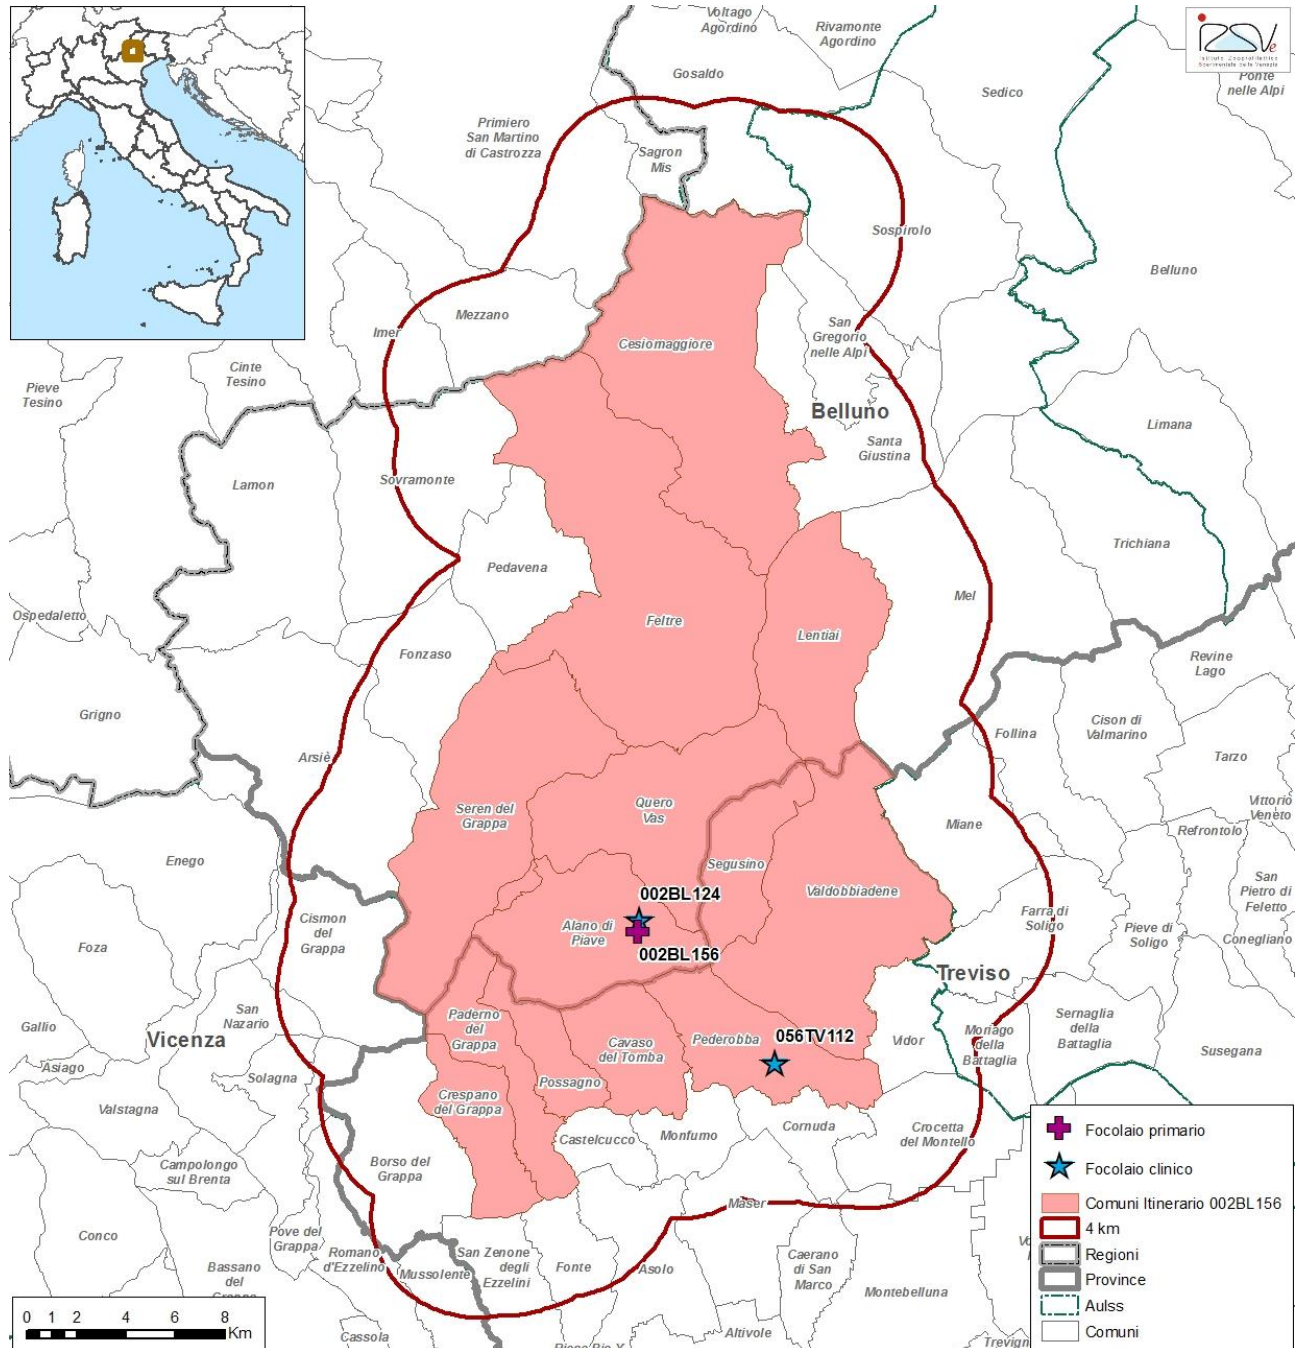 Voltago
Agordino
Rivamonte
Agordino
IZSVe
Istituto Zooprofilattico
Sperimentale delle Venezie
Gosaldo
Ponte
nelle Alpi
Sedico
Primiero
San Martino
di Castrozza
Sagron
Mis
Sospirolo
Belluno
Mezzano
Imer
San
Gregorio
nelle Alpi
Cesiomaggiore
Cinte
Tesino
Pieve
Tesino
Belluno
Limana
Santa
Giustina
Lamon
Sovramonte
Trichiana
Pedavena
Mel
Ospedaletto
Feltre
Lentiai
Fonzaso
Revine
Lago
Grigno
Cison di
Valmarino
Follina
Arsiè
Tarzo
Seren del
Grappa
Quero
Vas
Vittorio
Veneto
Miane
Refrontolo
Enego
Segusino
Valdobbiadene
San
Pietro di
Feletto
002BL124
Cismon
del
Grappa
Alano di
Piave
Farra di
Soligo
Pieve di
Soligo
Foza
Conegliano
002BL156
Treviso
San
Nazario
Paderno
del
Grappa
Gallio
Vicenza
Sernaglia
della
Battaglia
Cavaso
del Tomba
Pederobba
056TV112
Vidor
Moriago
della
Battaglia
Susegana
Asiago
Solagna
Possagno
Crespano
del Grappa
Valstagna
Castelcucco
Monfumo
Cornuda
Crocetta
del Montello
Borso del
Grappa
Campolongo
sul Brenta
Maser
Conco
Pove del
Grappa
Romano
d'Ezzelino
Mussolente
San Zenone
degli
Ezzelini
Fonte
Asolo
Caerano
di San
Marco
Bassano
del
Montebelluna
Altivole
Cassola
Focolaio primario
Focolaio clinico
Comuni Itinerario 002BL156
4 km
Regioni
Province
Aulss
Comuni
0 1 2 4 6 8
Km